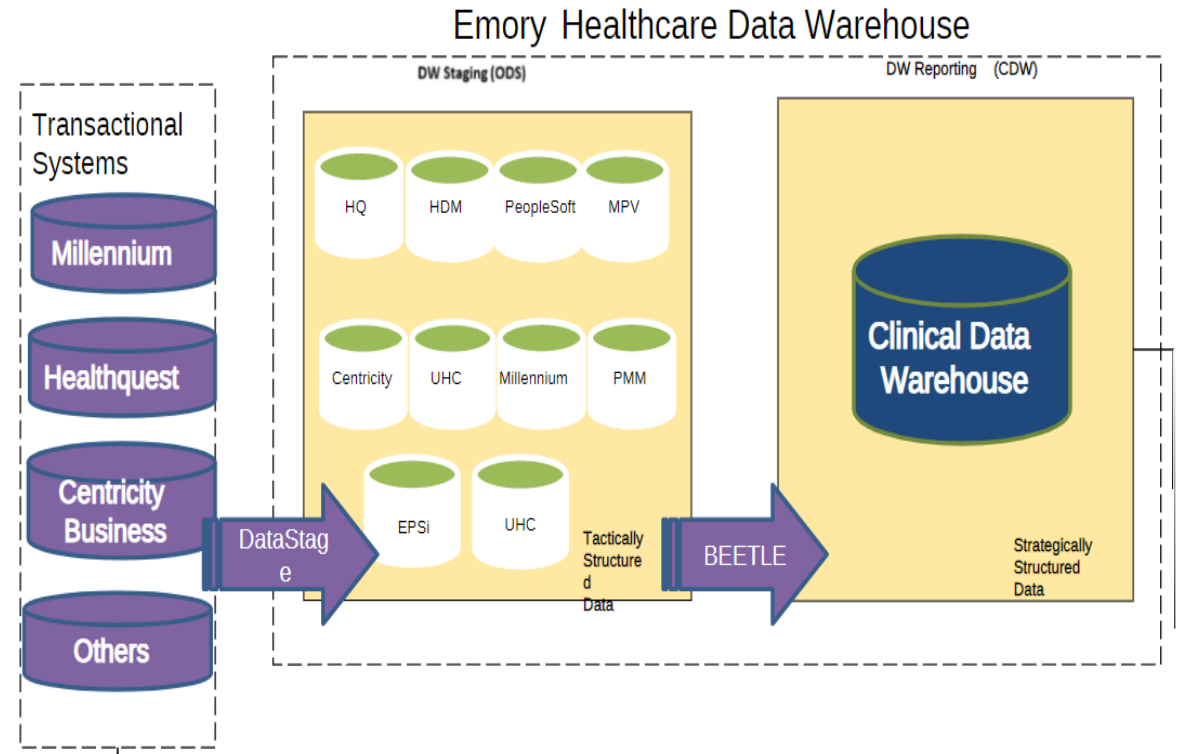 Emory Healthcare Data Warehouse
DW Staging (ODS)
DW Reporting (CDW)
Transactional
Systems
Millennium
Healthquest
Centricity
Business
Others
DataStag
e
HQ
HDM
PeopleSoft
MPV
Centricity
UHC
Millennium
PMM
EPSi
UHC
Tactically
Structure
d
Data
BEETLE
Clinical Data
Warehouse
Strategically
Structured
Data